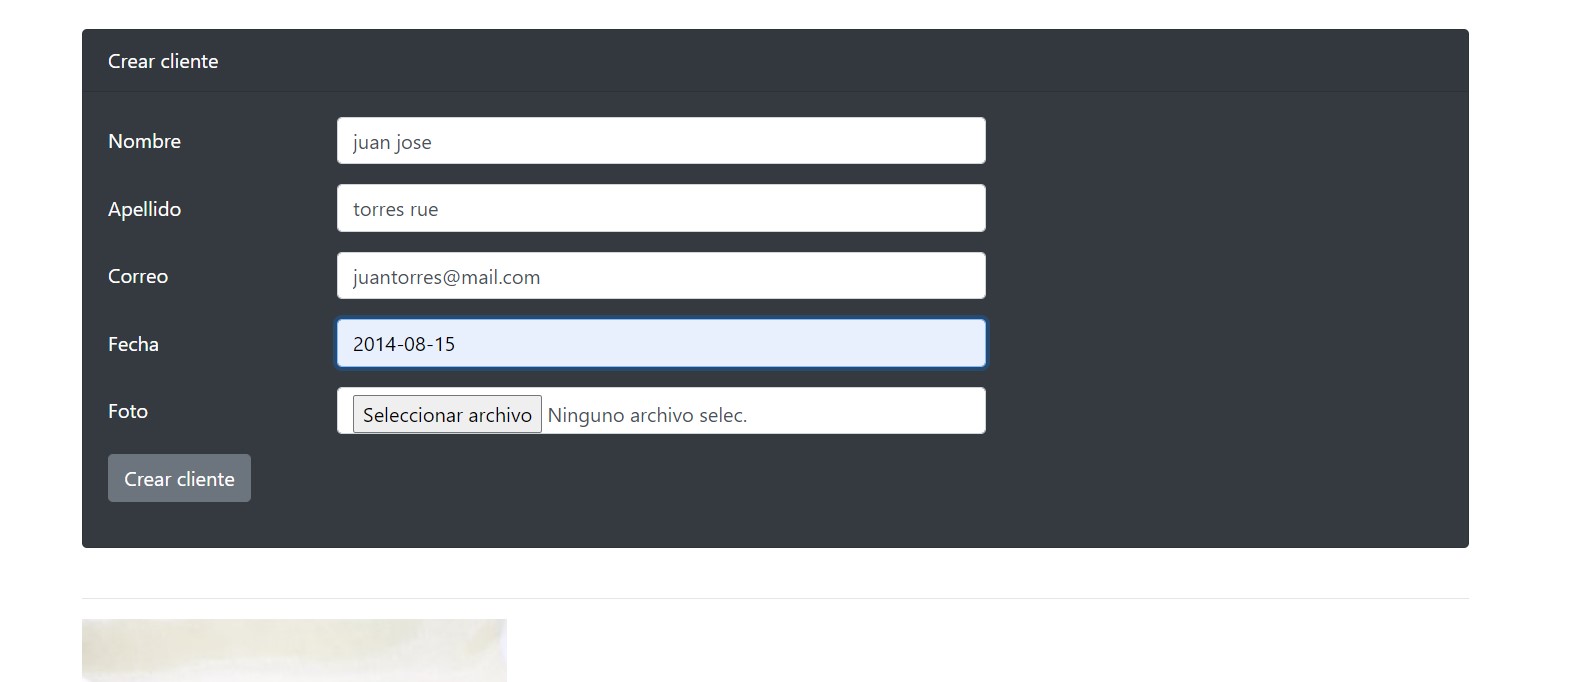 Crear cliente
Nombre juan jose
Apellido torres rue
Correo juantorres@mail.com
Fecha 2014-08-15
Foto Seleccionar archivo Ninguno archivo selec.
Crear cliente